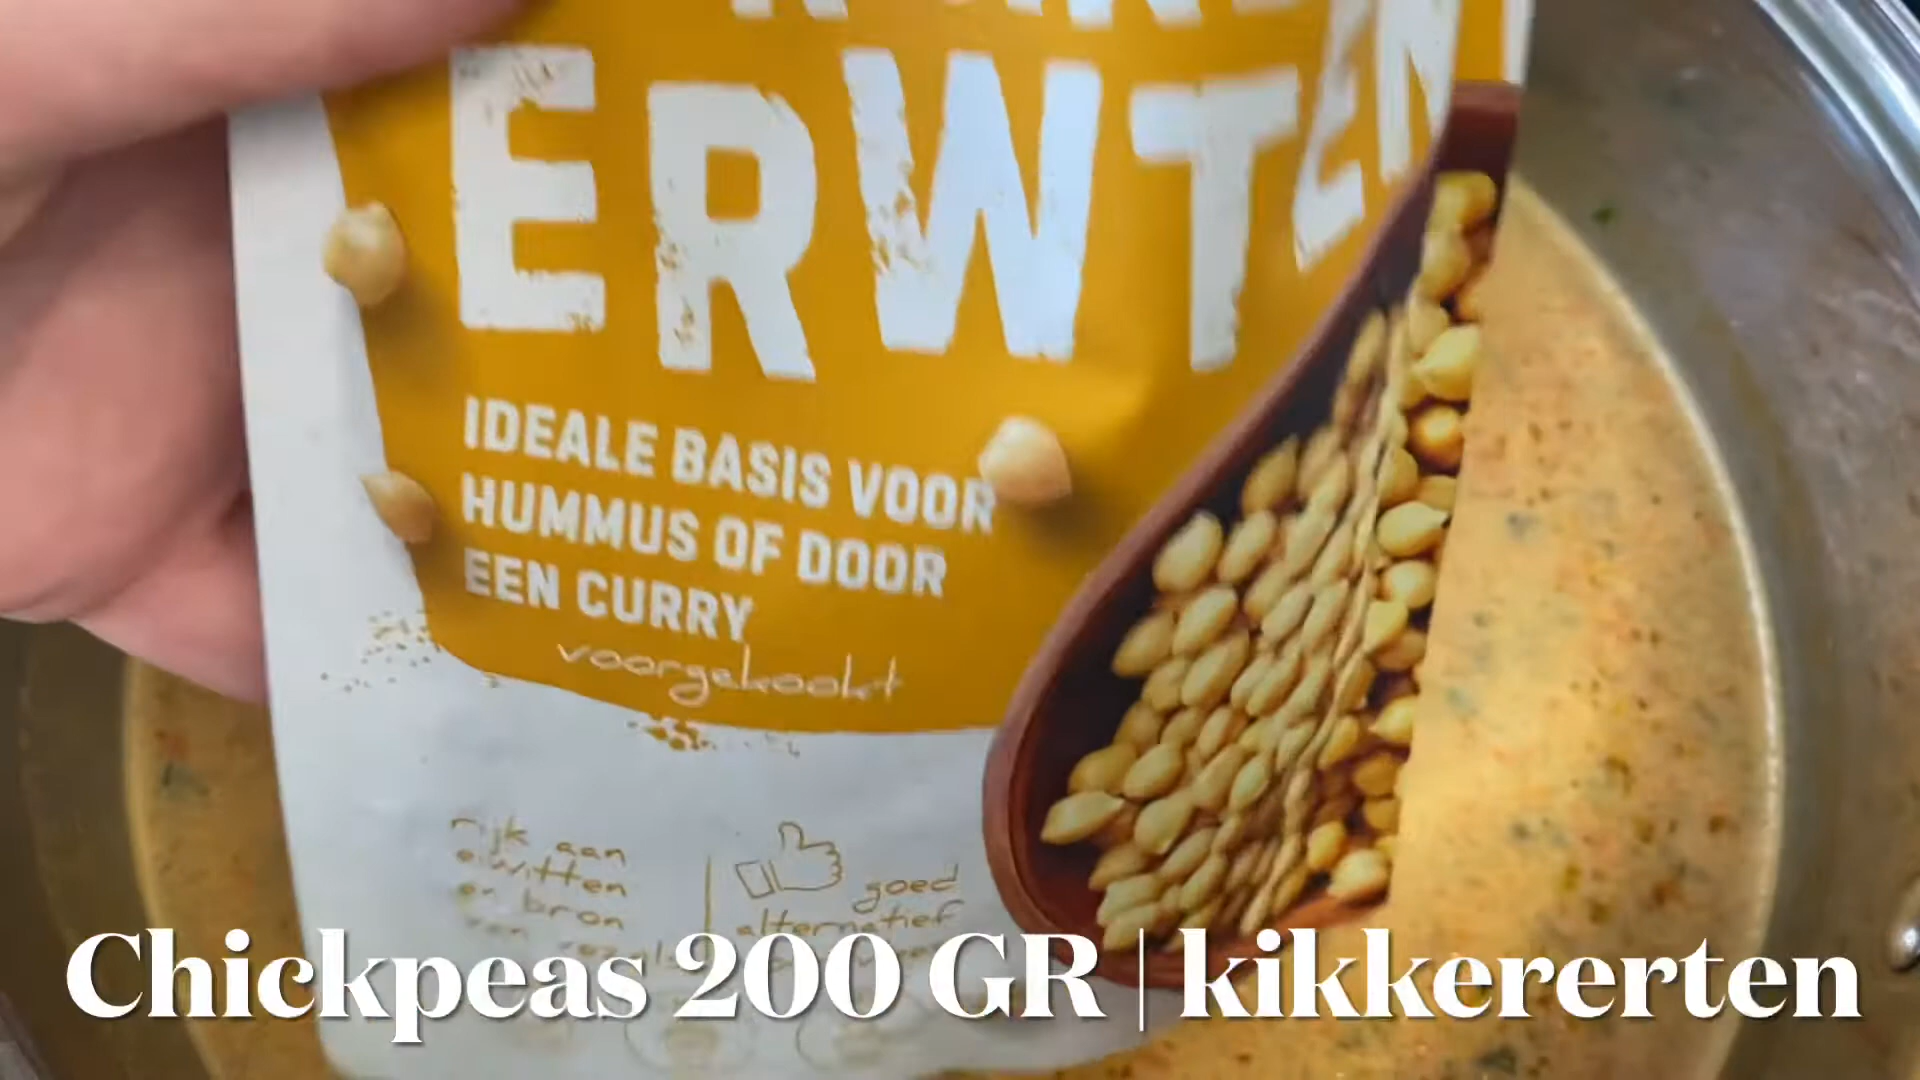 ERWTEN
IDEALE BASIS VOOR
HUMMUS OF DOOR
EEN CURRY
voorgekookt
rijk aan
eiwitten
en bron
goed
alternatief
Chickpeas 200 GR | kikkererten